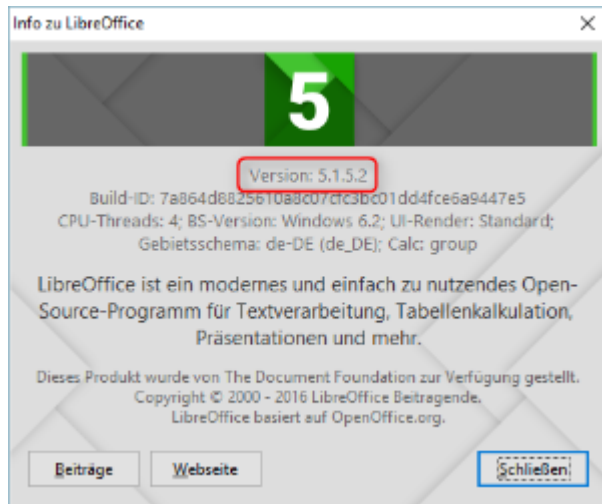 Info zu LibreOffice
5
Version: 5.1.5.2
Build-ID: 7a864d8825610a8c07cfc3bc01dd4fce6a9447e5
CPU-Threads: 4; BS-Version: Windows 6.2; UI-Render: Standard;
Gebietsschema: de-DE (de_DE); Calc: group
LibreOffice ist ein modernes und einfach zu nutzendes Open-
Source-Programm für Textverarbeitung, Tabellenkalkulation,
Präsentationen und mehr.
Dieses Produkt wurde von The Document Foundation zur Verfügung gestellt.
Copyright © 2000 - 2016 LibreOffice Beitragende.
LibreOffice basiert auf OpenOffice.org.
Beiträge Webseite Schließen